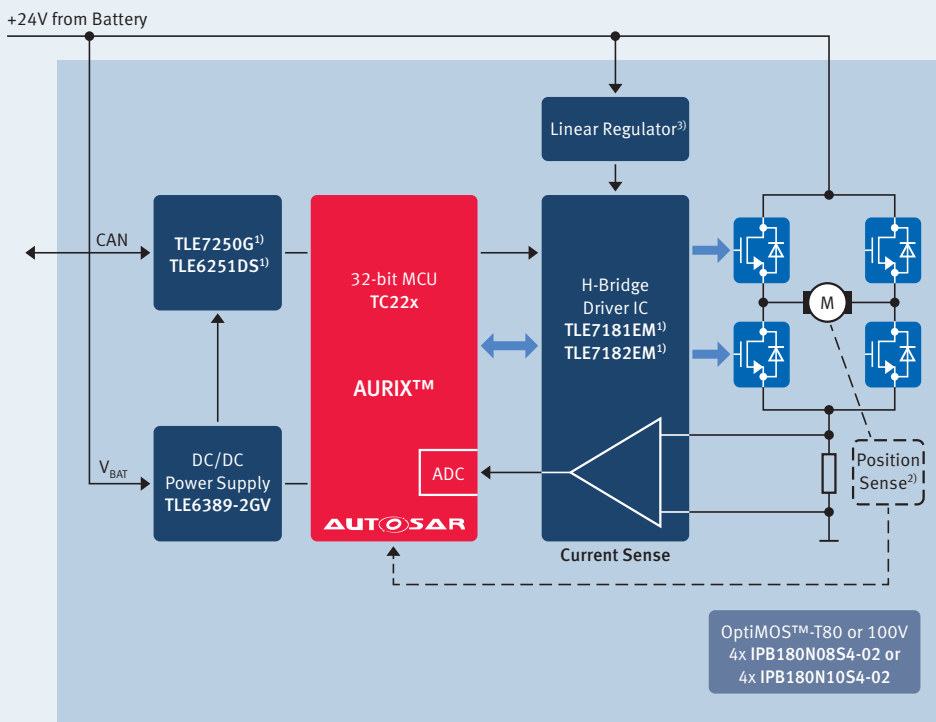 +24V from Battery
Linear Regulator3)
CAN
TLE7250G1)
TLE6251DS1)
32-bit MCU
TC22x
AURIX™
H-Bridge
Driver IC
TLE7181EM1)
TLE7182EM1)
M
VBAT
DC/DC
Power Supply
TLE6389-2GV
ADC
AUTOSAR
Current Sense
Position
Sense2)
OptiMOS™-T80 or 100V
4x IPB180N08S4-02 or
4x IPB180N10S4-02